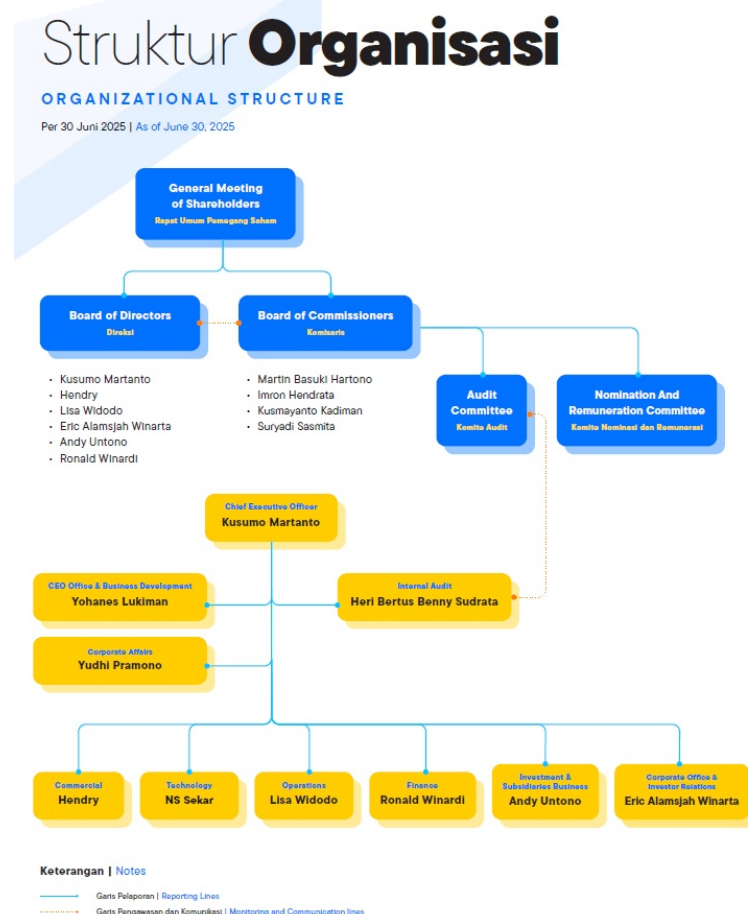 Struktur Organisasi
ORGANIZATIONAL STRUCTURE
Per 30 Juni 2025 | As of June 30, 2025
General Meeting
of Shareholders
Rapat Umum Pemegang Saham
Board of Directors
Direksi
Board of Commissioners
Komisaris
• Kusumo Martanto
• Hendry
• Lisa Widodo
• Eric Alamsjah Winarta
• Andy Untono
• Ronald Winardi
• Martin Basuki Hartono
• Imron Hendrata
• Kusmayanto Kadiman
• Suryadi Sasmita
Audit
Committee
Komite Audit
Nomination And
Remuneration Committee
Komite Nominasi dan Remunerasi
Chief Executive Officer
Kusumo Martanto
CEO Office & Business Development
Yohanes Lukiman
Internal Audit
Heri Bertus Benny Sudrata
Corporate Affairs
Yudhi Pramono
Commercial
Hendry
Technology
NS Sekar
Operations
Lisa Widodo
Finance
Ronald Winardi
Investment &
Subsidiaries Business
Andy Untono
Corporate Office &
Investor Relations
Eric Alamsjah Winarta
Keterangan | Notes
Garis Pelaporan | Reporting Lines
Garis Pengawasan dan Komunikasi | Monitoring and Communication lines